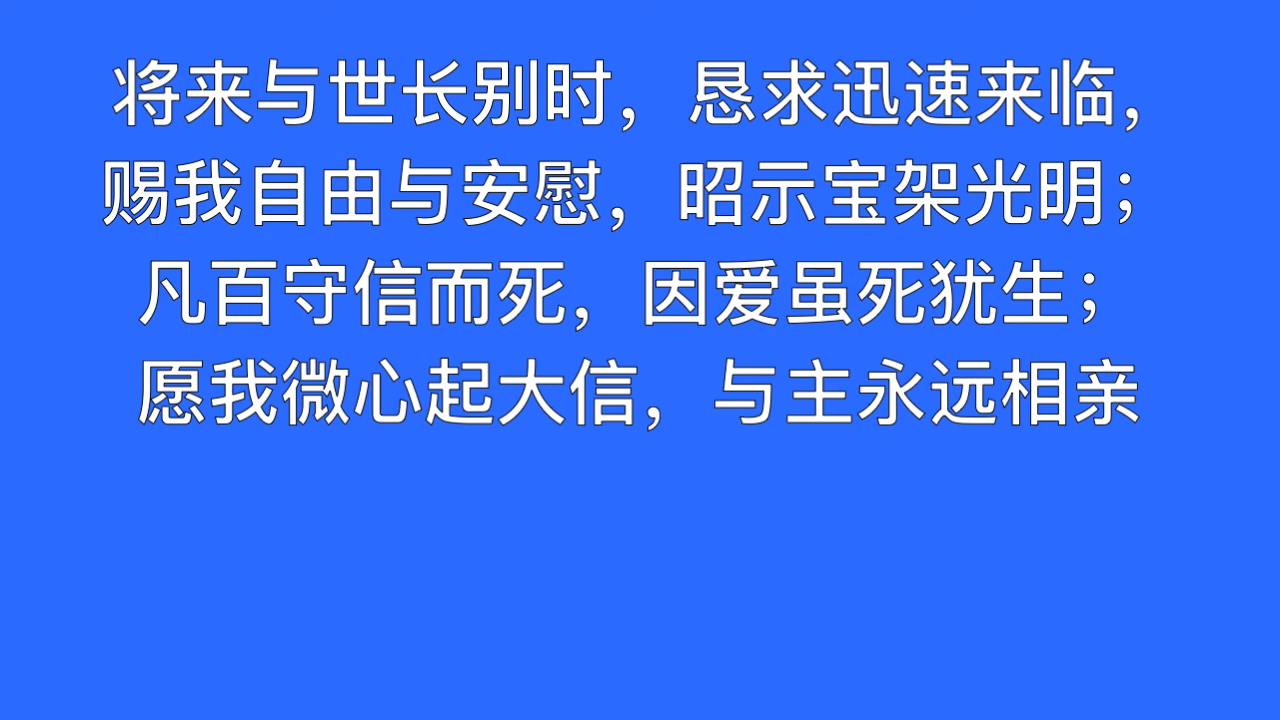 将来与世长别时，恳求迅速来临，
赐我自由与安慰，昭示宝架光明；
凡百守信而死，因爱虽死犹生；
愿我微心起大信，与主永远相亲